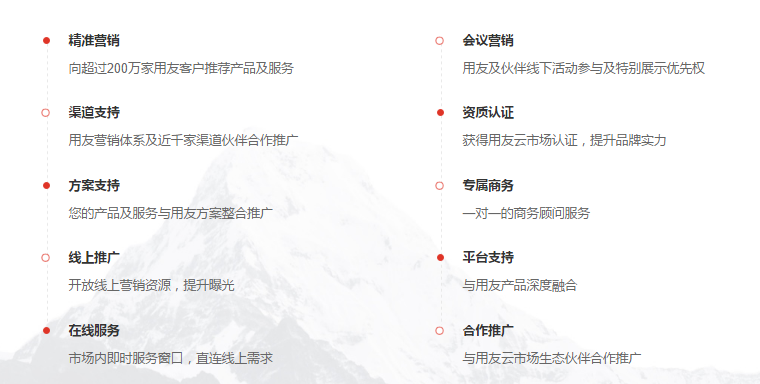 精准营销
向超过200万家用友客户推荐产品及服务
渠道支持
用友营销体系及近千家渠道伙伴合作推广
方案支持
您的产品及服务与用友方案整合推广
线上推广
开放线上营销资源，提升曝光
在线服务
市场内即时服务窗口，直连线上需求
会议营销
用友及伙伴线下活动参与及特别展示优先权
资质认证
获得用友云市场认证，提升品牌实力
专属商务
一对一的商务顾问服务
平台支持
与用友产品深度融合
合作推广
与用友云市场生态伙伴合作推广